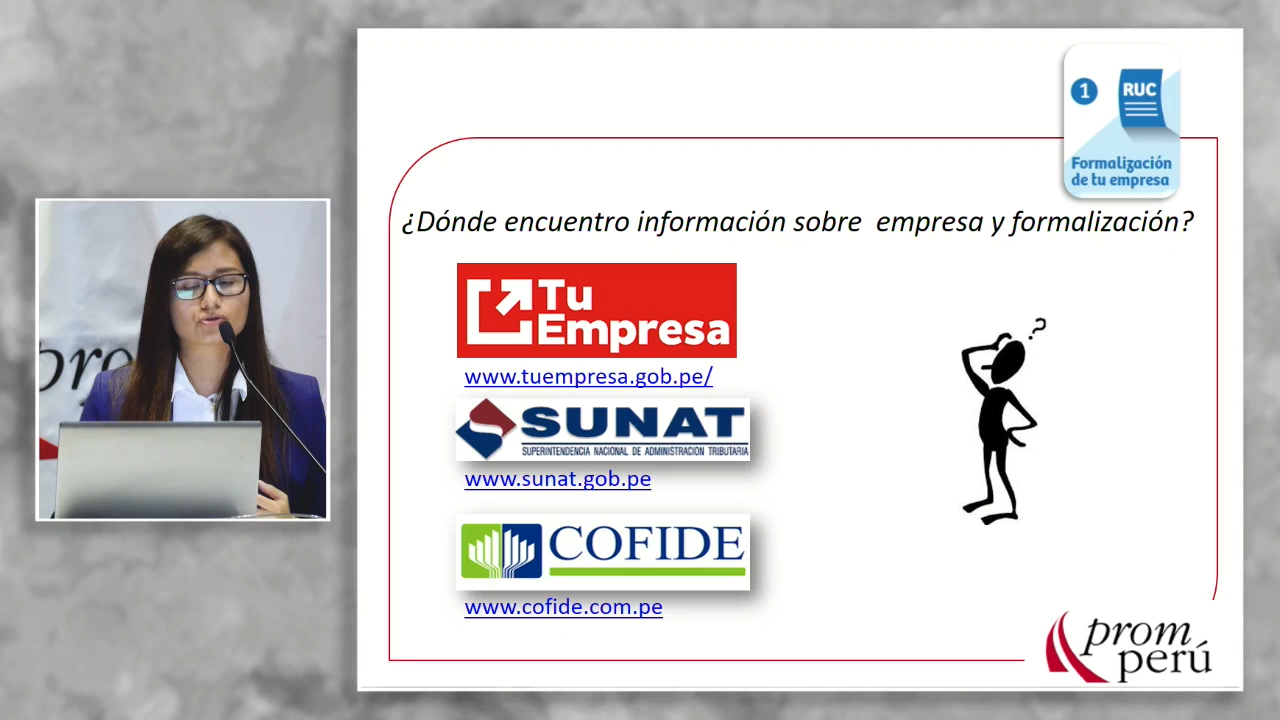 1
RUC
Formalización
de tu empresa
¿Dónde encuentro información sobre empresa y formalización?
Tu
Empresa
www.tuempresa.gob.pe/
SUNAT
SUPERINTENDENCIA NACIONAL DE ADMINISTRACIÓN TRIBUTARIA
www.sunat.gob.pe
COFIDE
www.cofide.com.pe
?
prom
perú